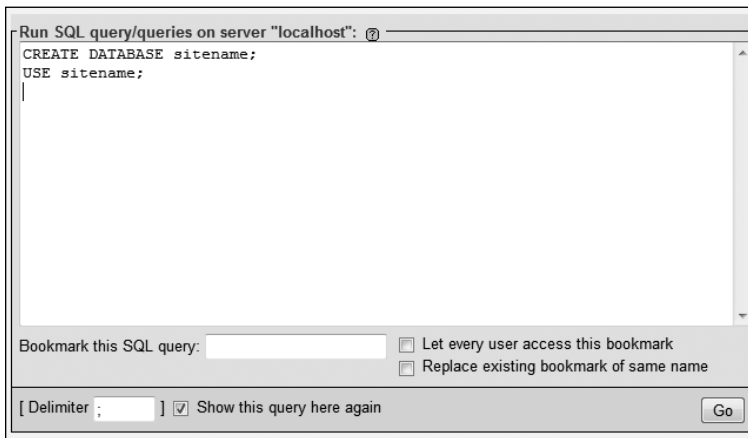 Run SQL query/queries on server "localhost":
CREATE DATABASE sitename;
USE sitename;
Bookmark this SQL query:
Let every user access this bookmark
Replace existing bookmark of same name
[ Delimiter ; ] Show this query here again
Go